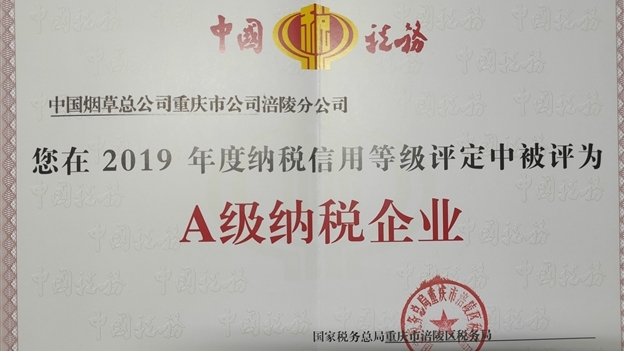 中国 税 税务
中国烟草总公司重庆市公司涪陵分公司
您在 2019 年度纳税信用等级评定中被评为
A级纳税企业
国家税务总局重庆市涪陵区税务局